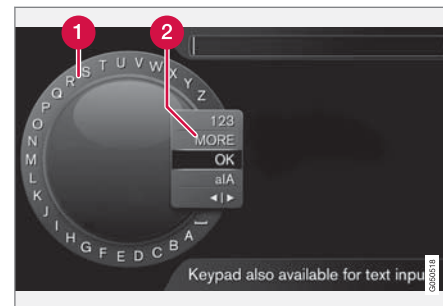 1
2
A B C D E F G H I J K L M N O P Q R S T U V W X Y Z
123
MORE
OK
a|A
◄|►
Keypad also available for text inpu
G050518